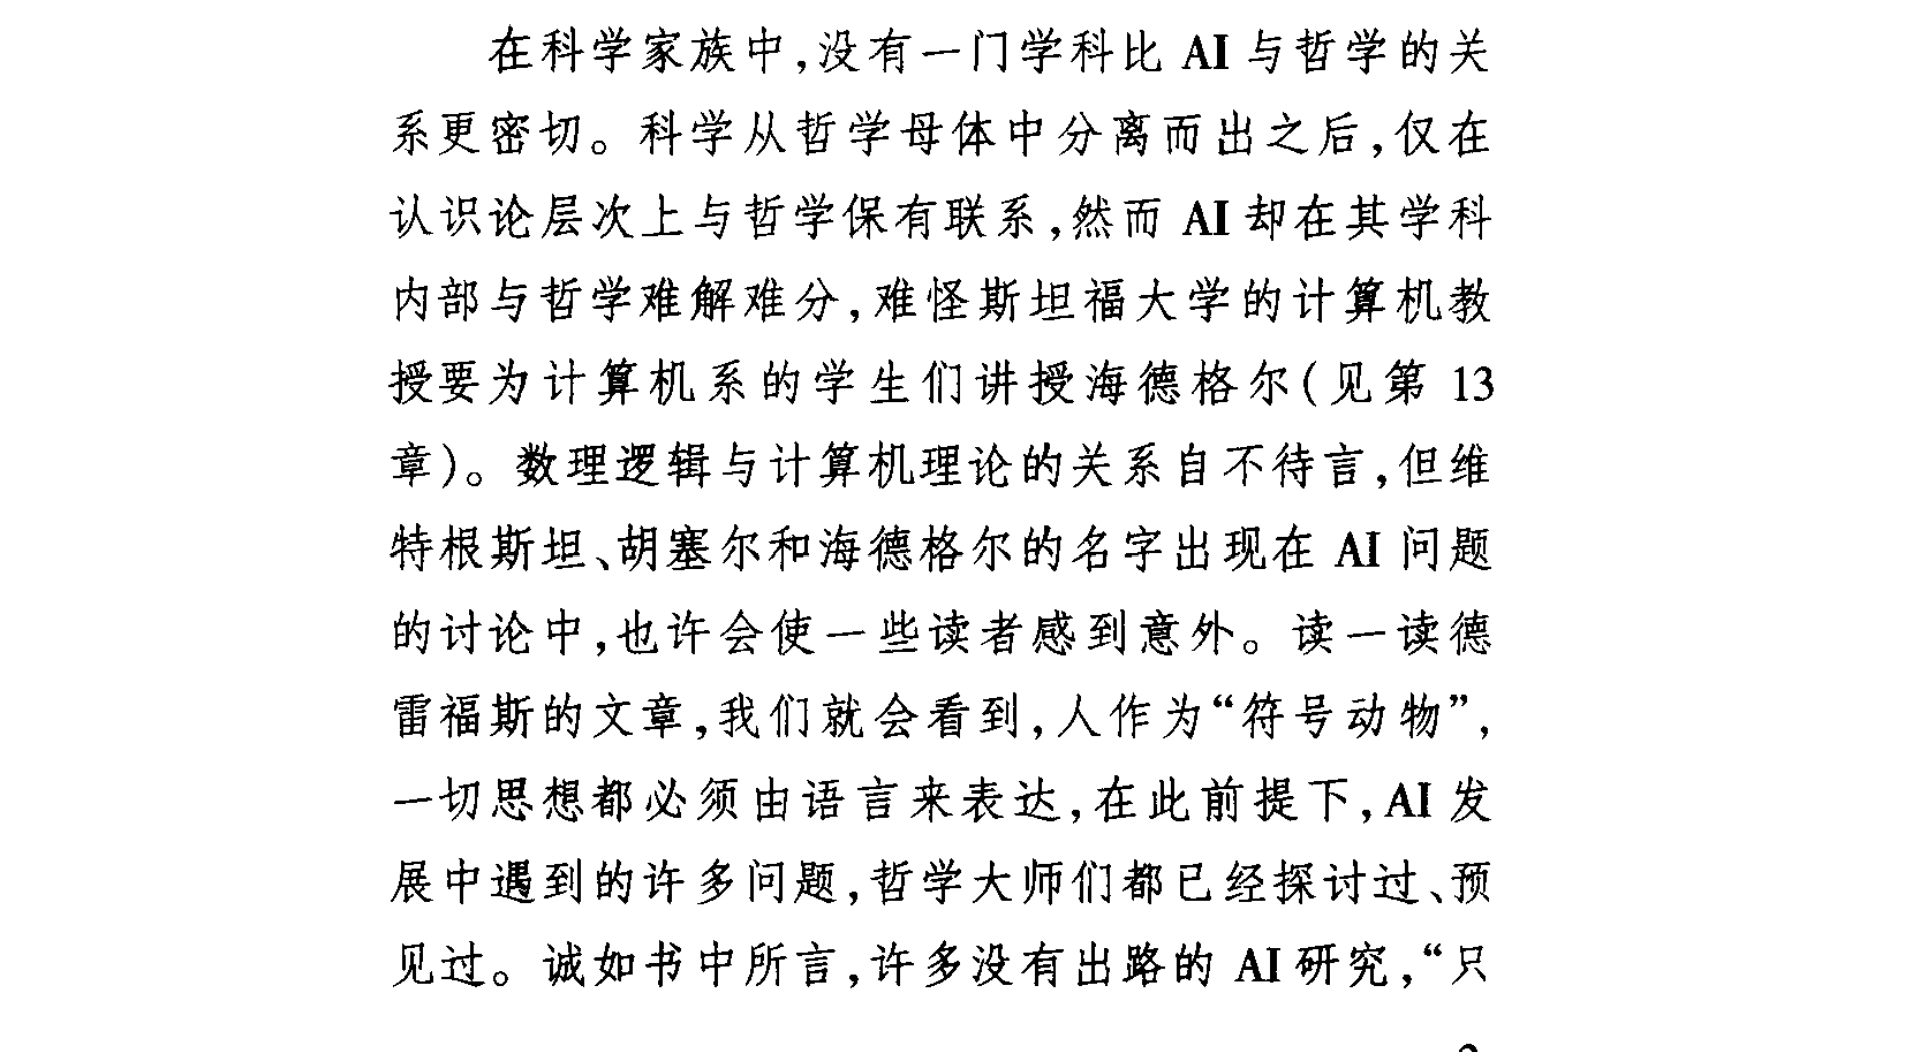 在科学家族中,没有一门学科比 AI 与哲学的关
系更密切。科学从哲学母体中分离而出之后,仅在
认识论层次上与哲学保有联系,然而 AI 却在其学科
内部与哲学难解难分,难怪斯坦福大学的计算机教
授要为计算机系的学生们讲授海德格尔(见第 13
章)。数理逻辑与计算机理论的关系自不待言,但维
特根斯坦、胡塞尔和海德格尔的名字出现在 AI 问题
的讨论中,也许会使一些读者感到意外。读一读德
雷福斯的文章,我们就会看到,人作为“符号动物”,
一切思想都必须由语言来表达,在此前提下,AI 发
展中遇到的许多问题,哲学大师们都已经探讨过、预
见过。诚如书中所言,许多没有出路的 AI 研究,“只